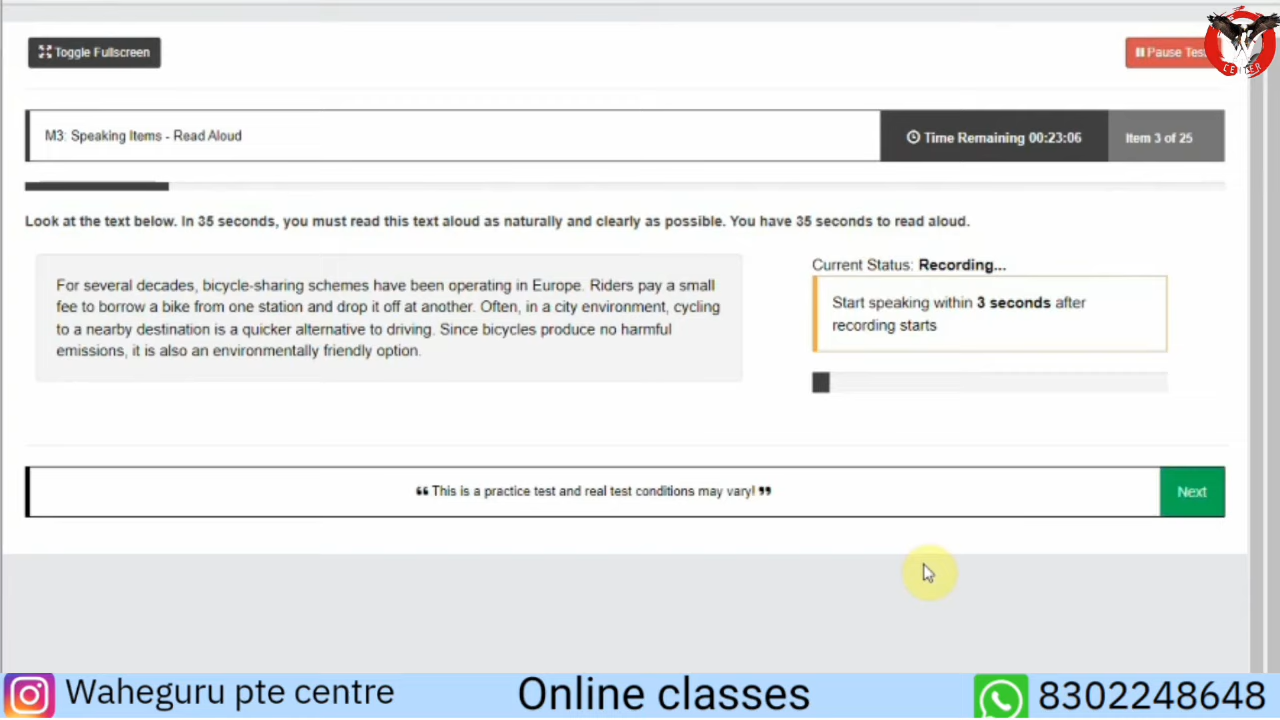 Toggle Fullscreen
Pause Tes
CENTER
M3: Speaking Items - Read Aloud
Time Remaining 00:23:06
Item 3 of 25
Look at the text below. In 35 seconds, you must read this text aloud as naturally and clearly as possible. You have 35 seconds to read aloud.
For several decades, bicycle-sharing schemes have been operating in Europe. Riders pay a small
fee to borrow a bike from one station and drop it off at another. Often, in a city environment, cycling
to a nearby destination is a quicker alternative to driving. Since bicycles produce no harmful
emissions, it is also an environmentally friendly option.
Current Status: Recording...
Start speaking within 3 seconds after
recording starts
❝ This is a practice test and real test conditions may vary! ❞
Next
Waheguru pte centre
Online classes
8302248648